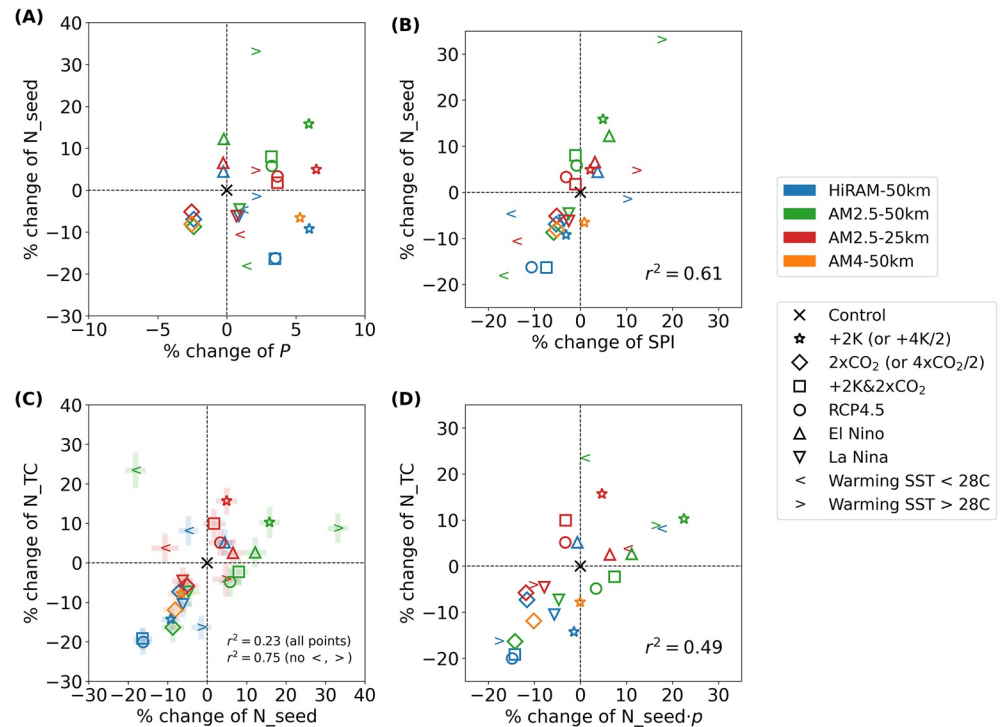 (A)
40
30
20
10
0
−10
−20
−30
−10
−5
0
5
10
% change of N_seed
% change of P
(B)
30
20
10
0
−10
−20
−20
−10
0
10
20
30
% change of N_seed
% change of SPI
r² = 0.61
HiRAM-50km
AM2.5-50km
AM2.5-25km
AM4-50km
Control
+2K (or +4K/2)
2xCO₂ (or 4xCO₂/2)
+2K&2xCO₂
RCP4.5
El Nino
La Nina
Warming SST < 28C
Warming SST > 28C
(C)
40
30
20
10
0
−10
−20
−30
−30
−20
−10
0
10
20
30
40
% change of N_TC
% change of N_seed
r² = 0.23 (all points)
r² = 0.75 (no <, >)
(D)
30
20
10
0
−10
−20
−20
−10
0
10
20
30
% change of N_TC
% change of N_seed·p
r² = 0.49